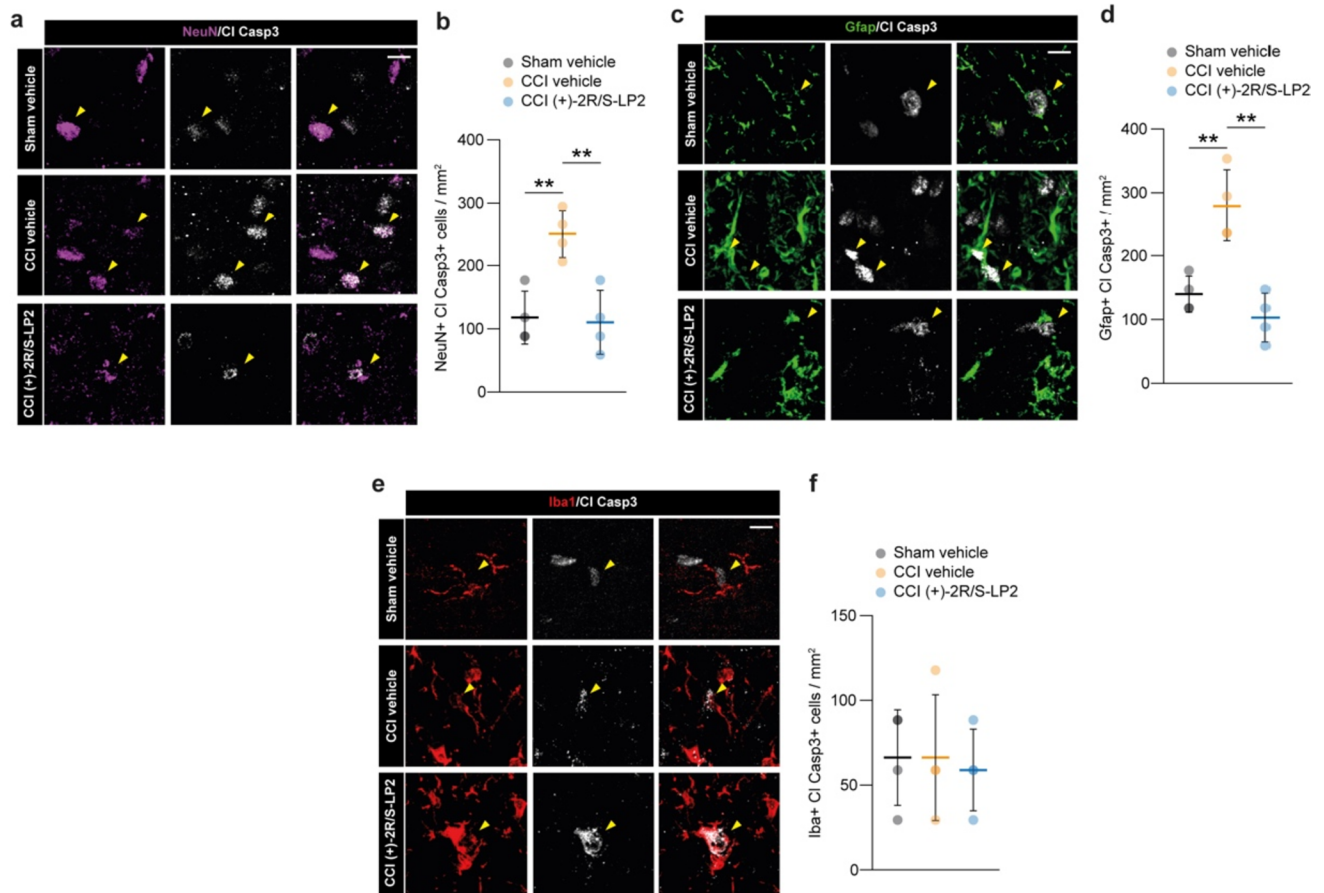 a
NeuN/Cl Casp3
Sham vehicle
CCI vehicle
CCI (+)-2R/S-LP2
b
Sham vehicle
CCI vehicle
CCI (+)-2R/S-LP2
NeuN+ Cl Casp3+ cells / mm²
400
300
200
100
0
**
**
c
Gfap/Cl Casp3
Sham vehicle
CCI vehicle
CCI (+)-2R/S-LP2
d
Sham vehicle
CCI vehicle
CCI (+)-2R/S-LP2
Gfap+ Cl Casp3+ / mm²
400
300
200
100
0
**
**
e
Iba1/Cl Casp3
Sham vehicle
CCI vehicle
CCI (+)-2R/S-LP2
f
Sham vehicle
CCI vehicle
CCI (+)-2R/S-LP2
Iba+ Cl Casp3+ cells / mm²
150
100
50
0